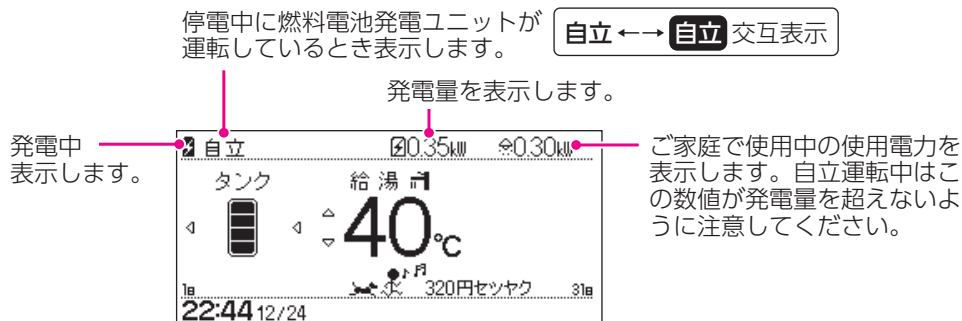 停電中に燃料電池発電ユニットが
運転しているとき表示します。
自立 ←→ 自立 交互表示
発電量を表示します。
発電中
表示します。
自立 0.35kW 0.30kW
ご家庭で使用中の使用電力を
表示します。自立運転中はこ
の数値が発電量を超えないよ
うに注意してください。
タンク 給湯
40℃
1日 320円セツヤク 31日
22:44 12/24